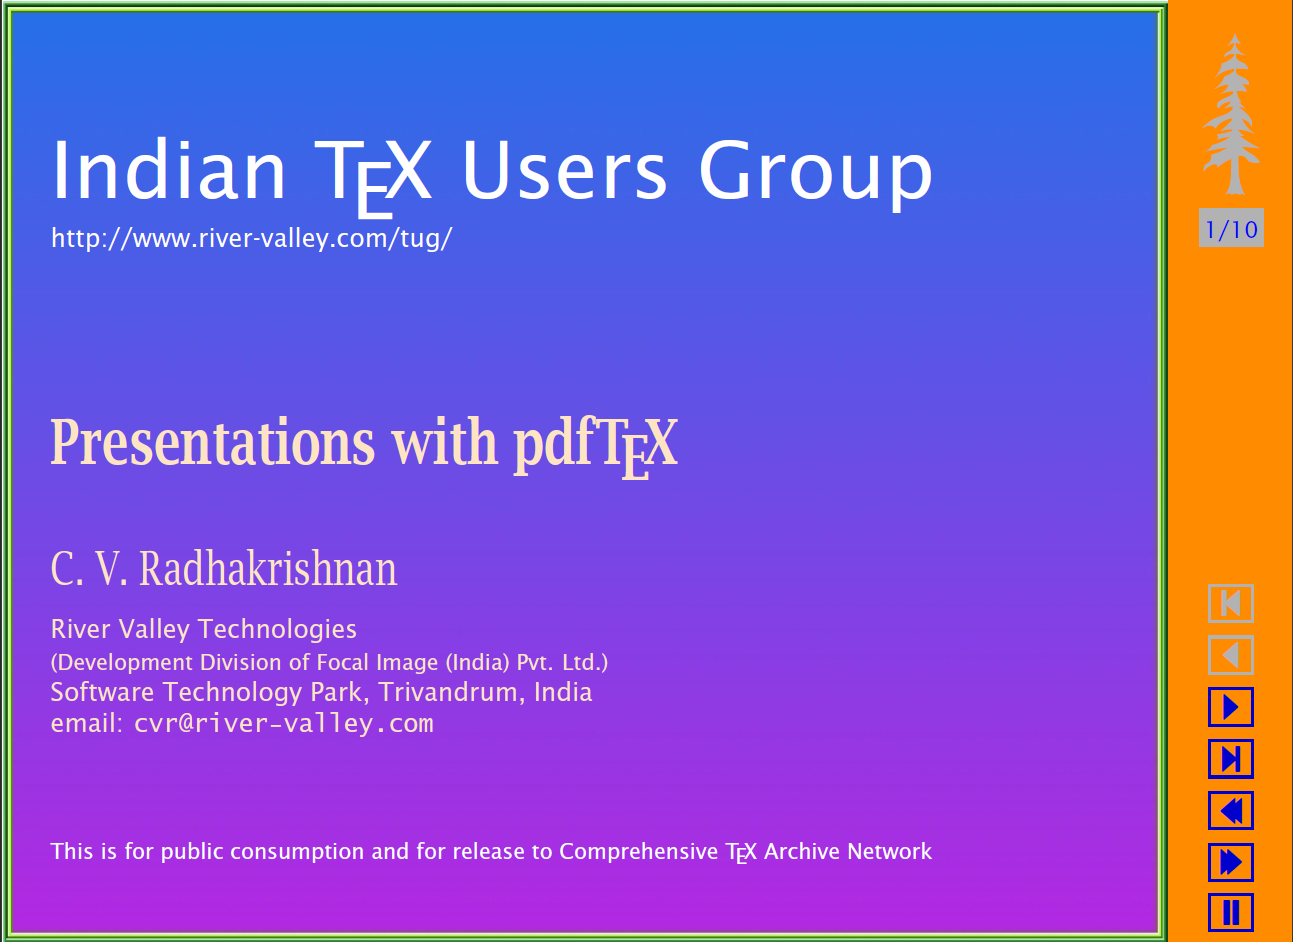 Indian TEX Users Group
http://www.river-valley.com/tug/
Presentations with pdfTEX
C. V. Radhakrishnan
River Valley Technologies
(Development Division of Focal Image (India) Pvt. Ltd.)
Software Technology Park, Trivandrum, India
email: cvr@river-valley.com
This is for public consumption and for release to Comprehensive TEX Archive Network
1/10